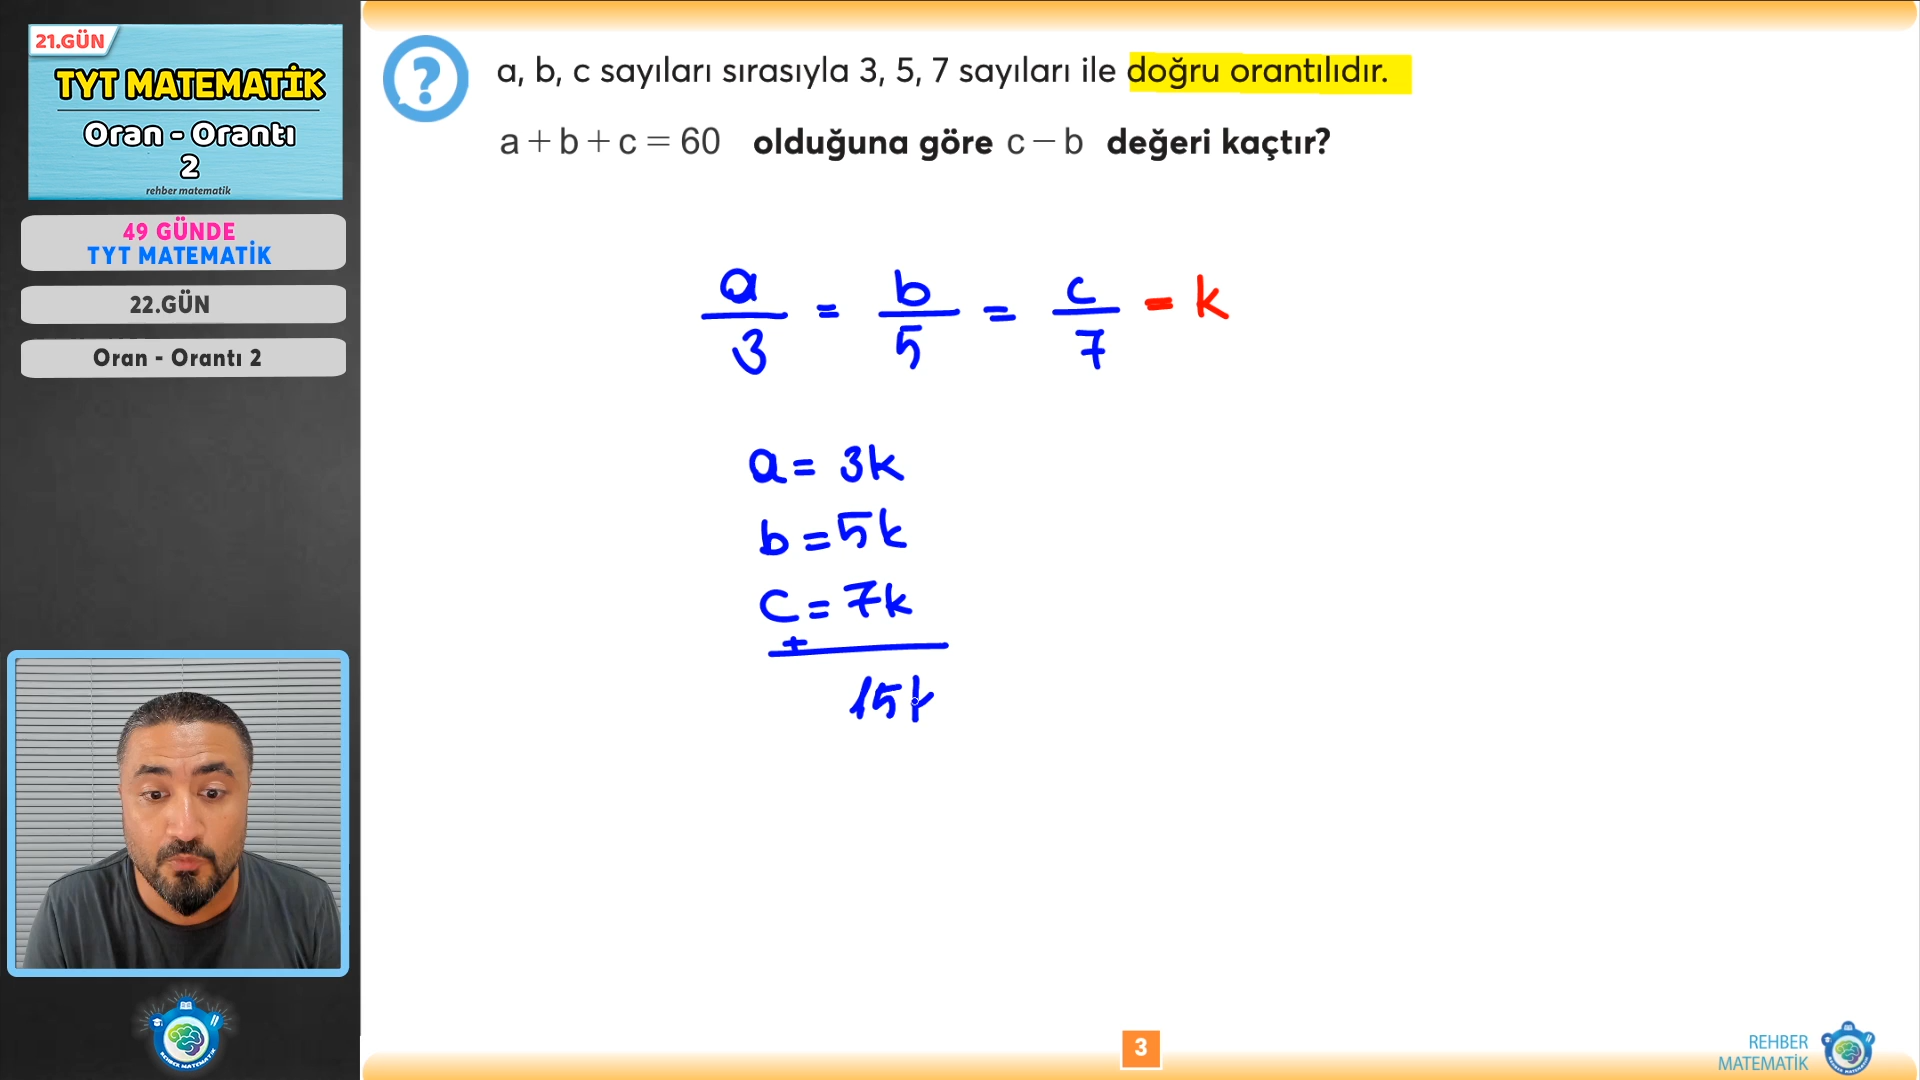 21.GÜN
TYT MATEMATİK
Oran - Orantı
2
rehber matematik
49 GÜNDE
TYT MATEMATİK
22.GÜN
Oran - Orantı 2
REHBER MATEMATİK
?
a, b, c sayıları sırasıyla 3, 5, 7 sayıları ile doğru orantılıdır.
a + b + c = 60 olduğuna göre c − b değeri kaçtır?
a/3 = b/5 = c/7 = k
a = 3k
b = 5k
c = 7k
+
15k
3
REHBER
MATEMATİK